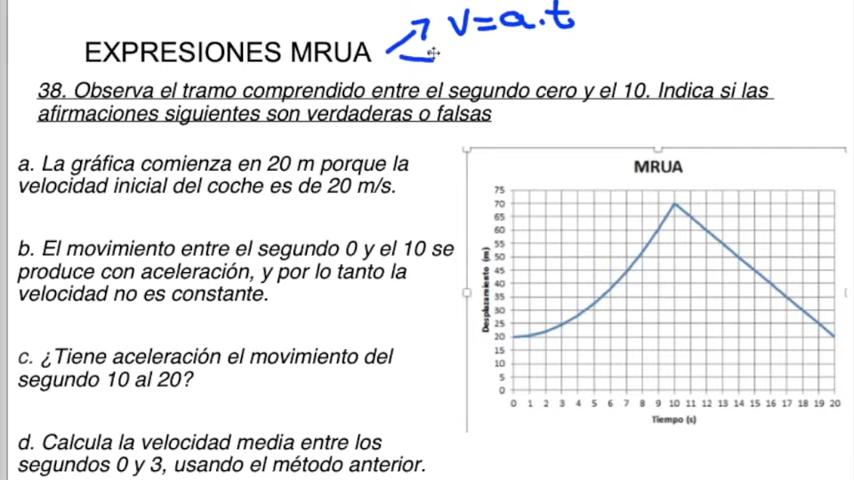 v=a.t
EXPRESIONES MRUA
38. Observa el tramo comprendido entre el segundo cero y el 10. Indica si las
afirmaciones siguientes son verdaderas o falsas
a. La gráfica comienza en 20 m porque la
velocidad inicial del coche es de 20 m/s.
b. El movimiento entre el segundo 0 y el 10 se
produce con aceleración, y por lo tanto la
velocidad no es constante.
c. ¿Tiene aceleración el movimiento del
segundo 10 al 20?
d. Calcula la velocidad media entre los
segundos 0 y 3, usando el método anterior.
MRUA
Desplazamiento (m)
75
70
65
60
55
50
45
40
35
30
25
20
15
10
5
0
0 1 2 3 4 5 6 7 8 9 10 11 12 13 14 15 16 17 18 19 20
Tiempo (s)